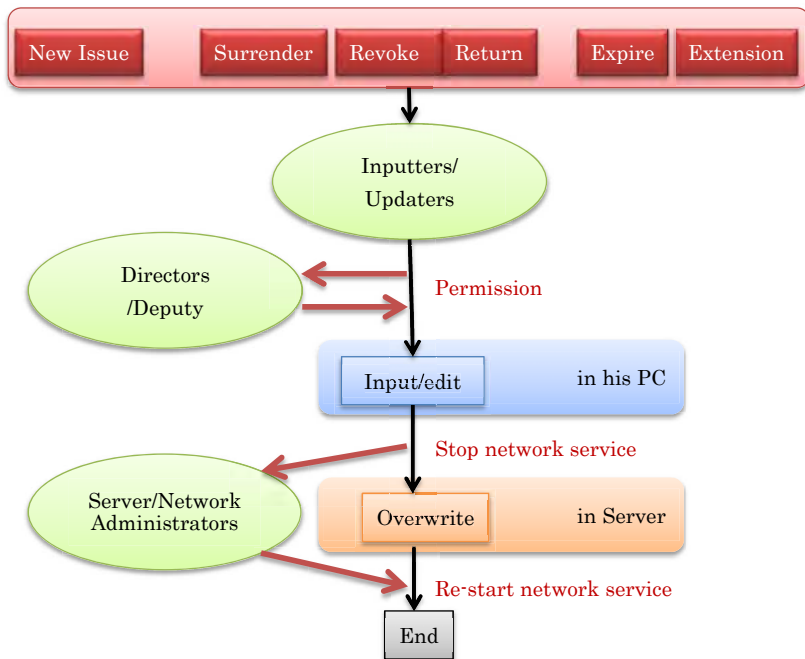 New Issue
Surrender
Revoke
Return
Expire
Extension
Inputters/
Updaters
Directors
/Deputy
Permission
Input/edit
in his PC
Stop network service
Server/Network
Administrators
Overwrite
in Server
Re-start network service
End